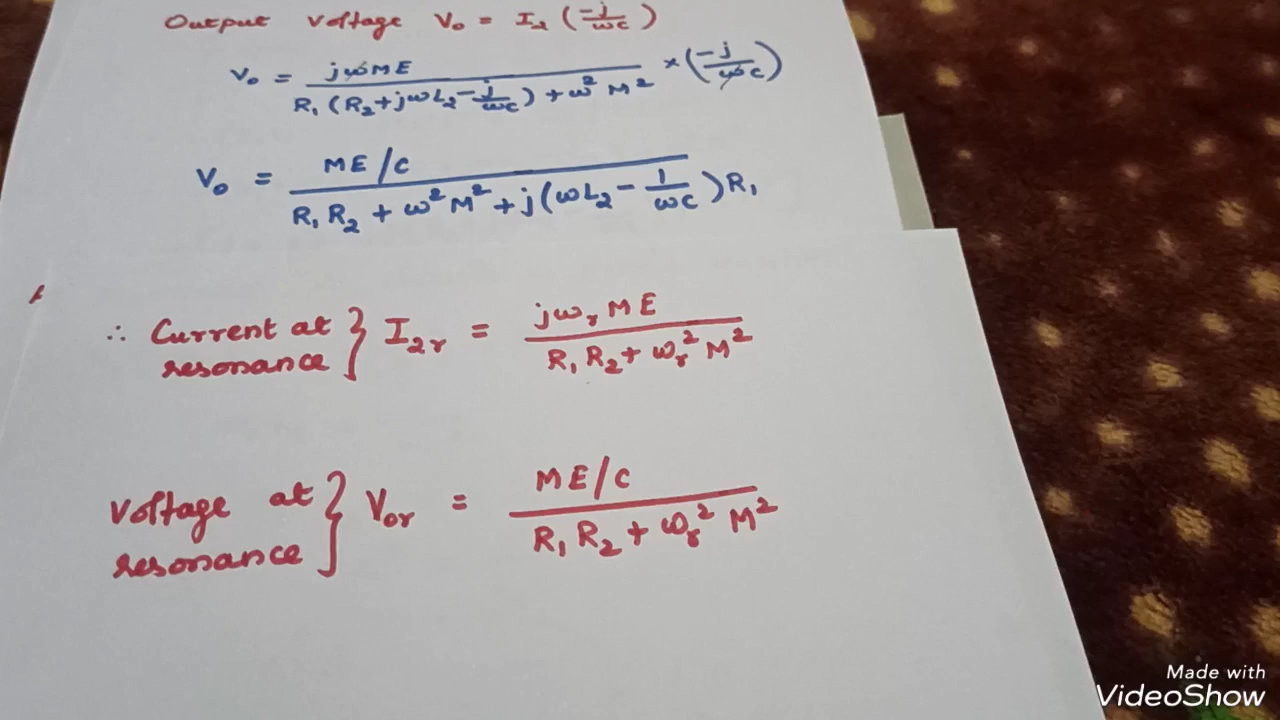 Output Voltage V₀ = I₂ (-j/ωC)
V₀ = jωME / R₁(R₂+jωL₂-j/ωC)+ω²M² × (-j/ωC)
V₀ = ME/C / R₁R₂ + ω²M² + j(ωL₂ - 1/ωC)R₁
∴ Current at resonance } I₂r = jωrME / R₁R₂ + ωr²M²
Voltage at resonance } V₀r = ME/C / R₁R₂ + ωr²M²
Made with
VideoShow